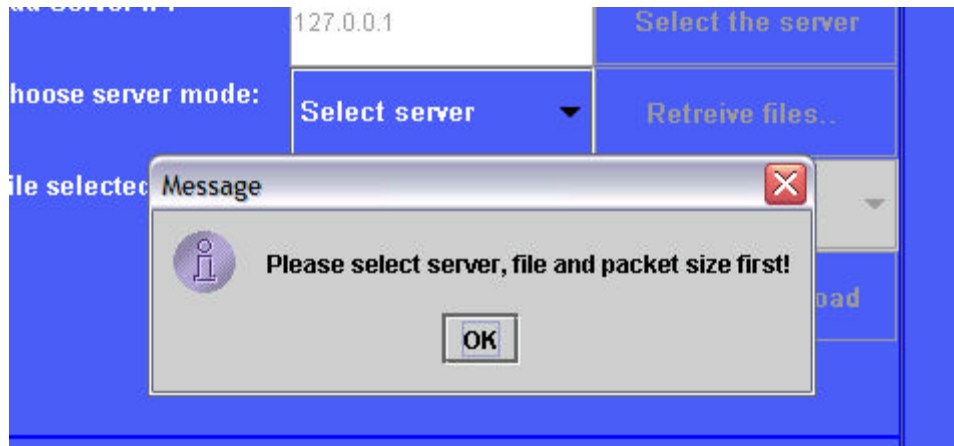 127.0.0.1
Select the server
hoose server mode:
Select server
Retreive files..
ile selected
Message
Please select server, file and packet size first!
oad
OK